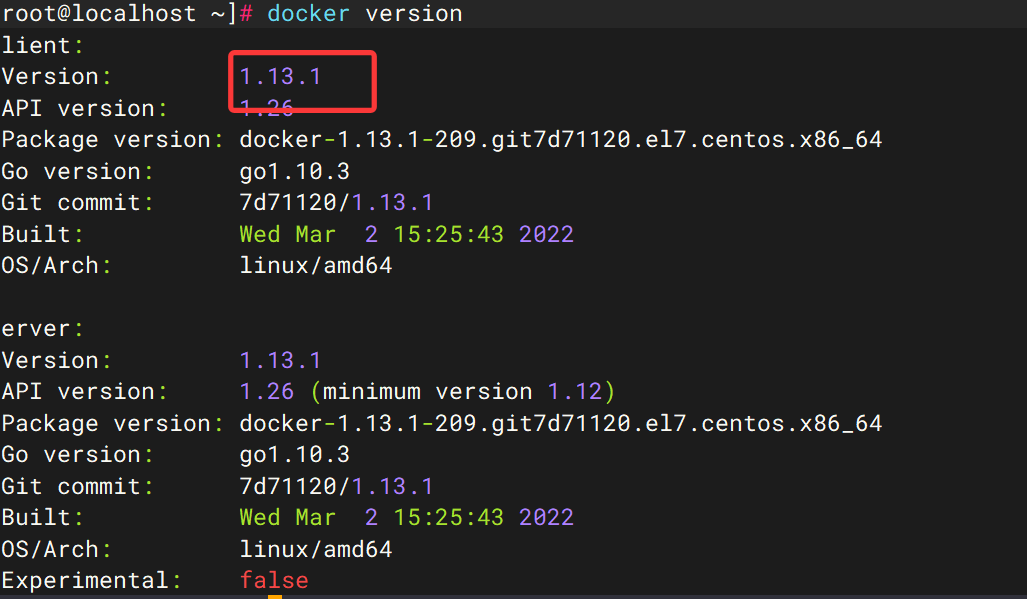 root@localhost ~]# docker version
lient:
Version: 1.13.1
API version: 1.26
Package version: docker-1.13.1-209.git7d71120.el7.centos.x86_64
Go version: go1.10.3
Git commit: 7d71120/1.13.1
Built: Wed Mar  2 15:25:43 2022
OS/Arch: linux/amd64
erver:
Version: 1.13.1
API version: 1.26 (minimum version 1.12)
Package version: docker-1.13.1-209.git7d71120.el7.centos.x86_64
Go version: go1.10.3
Git commit: 7d71120/1.13.1
Built: Wed Mar  2 15:25:43 2022
OS/Arch: linux/amd64
Experimental: false